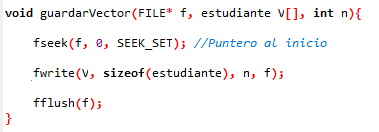 void guardarVector(FILE* f, estudiante V[], int n){
fseek(f, 0, SEEK_SET); //Puntero al inicio
fwrite(V, sizeof(estudiante), n, f);
fflush(f);
}